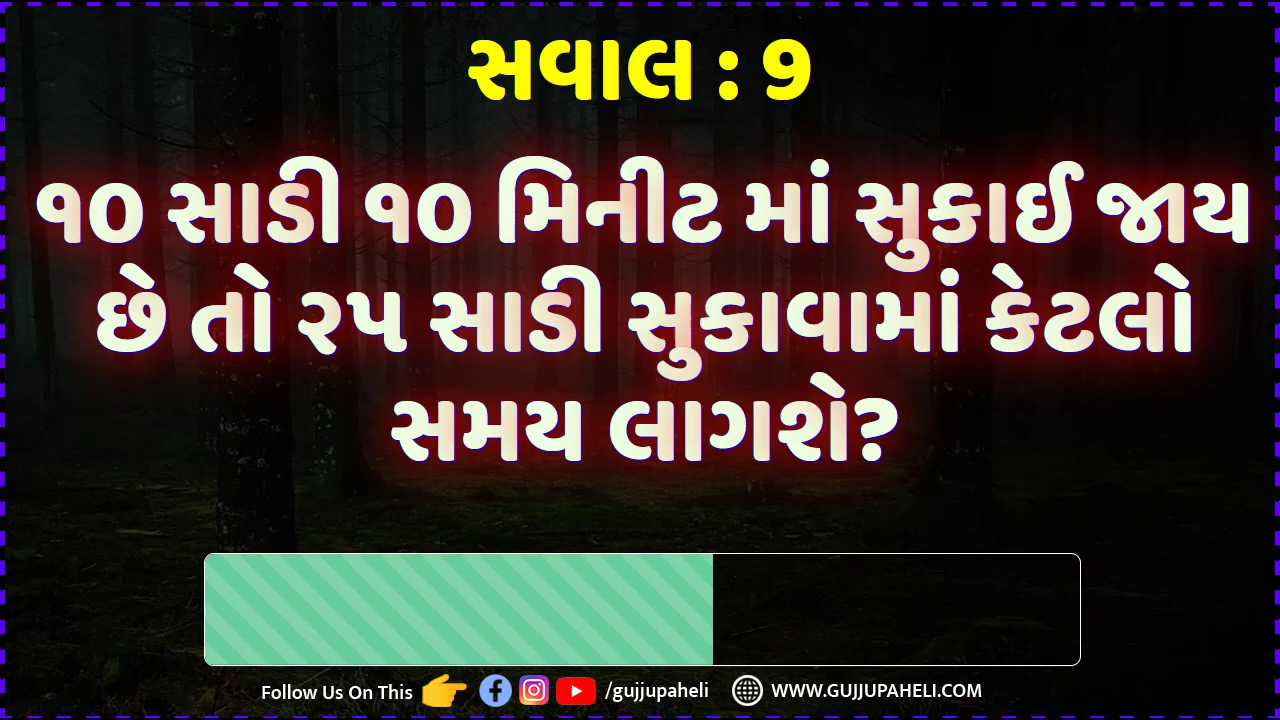 સવાલ : 9
૧૦ સાડી ૧૦ મિનીટ માં સુકાઈ જાય
છે તો ૨૫ સાડી સુકાવામાં કેટલો
સમય લાગશે?
Follow Us On This /gujjupaheli WWW.GUJJUPAHELI.COM